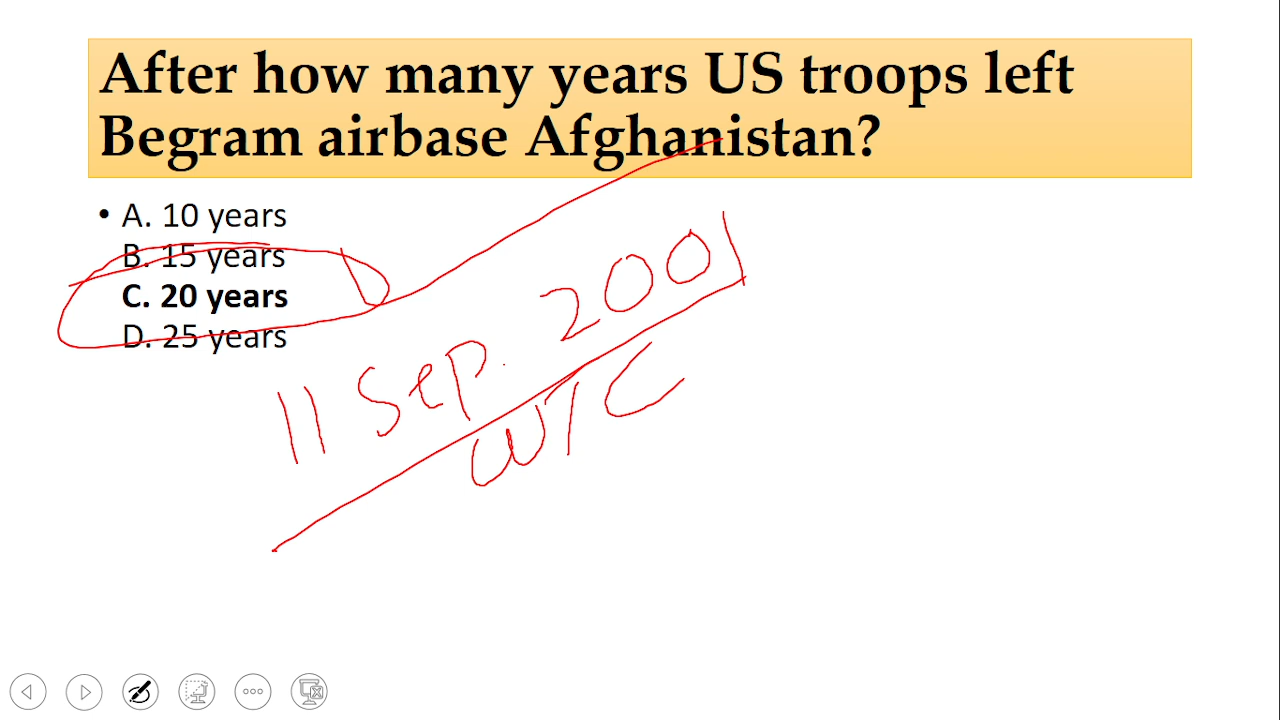 After how many years US troops left
Begram airbase Afghanistan?
• A. 10 years
B. 15 years
C. 20 years
D. 25 years
11 Sep. 2001
WTC